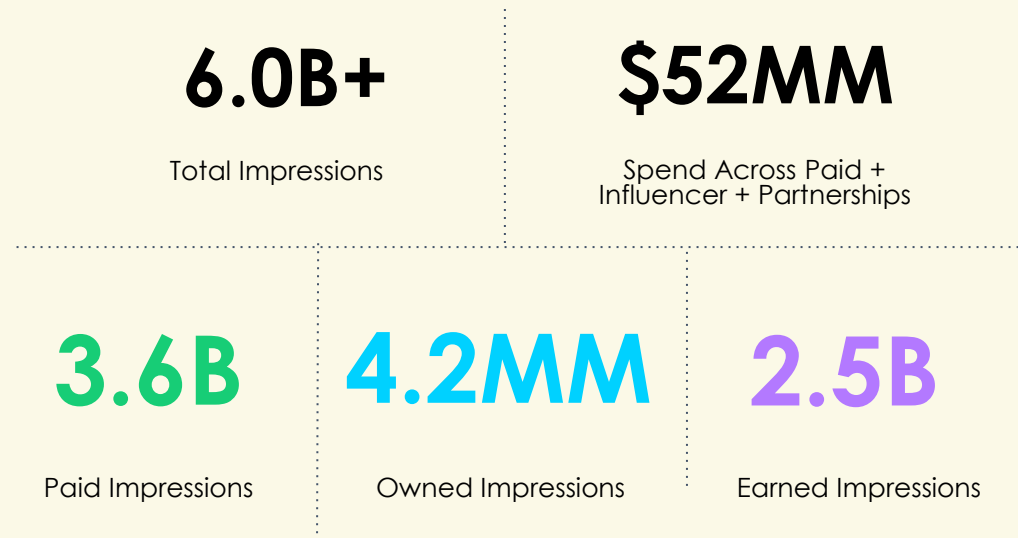 6.0B+
$52MM
Total Impressions
Spend Across Paid +
Influencer + Partnerships
3.6B
4.2MM
2.5B
Paid Impressions
Owned Impressions
Earned Impressions